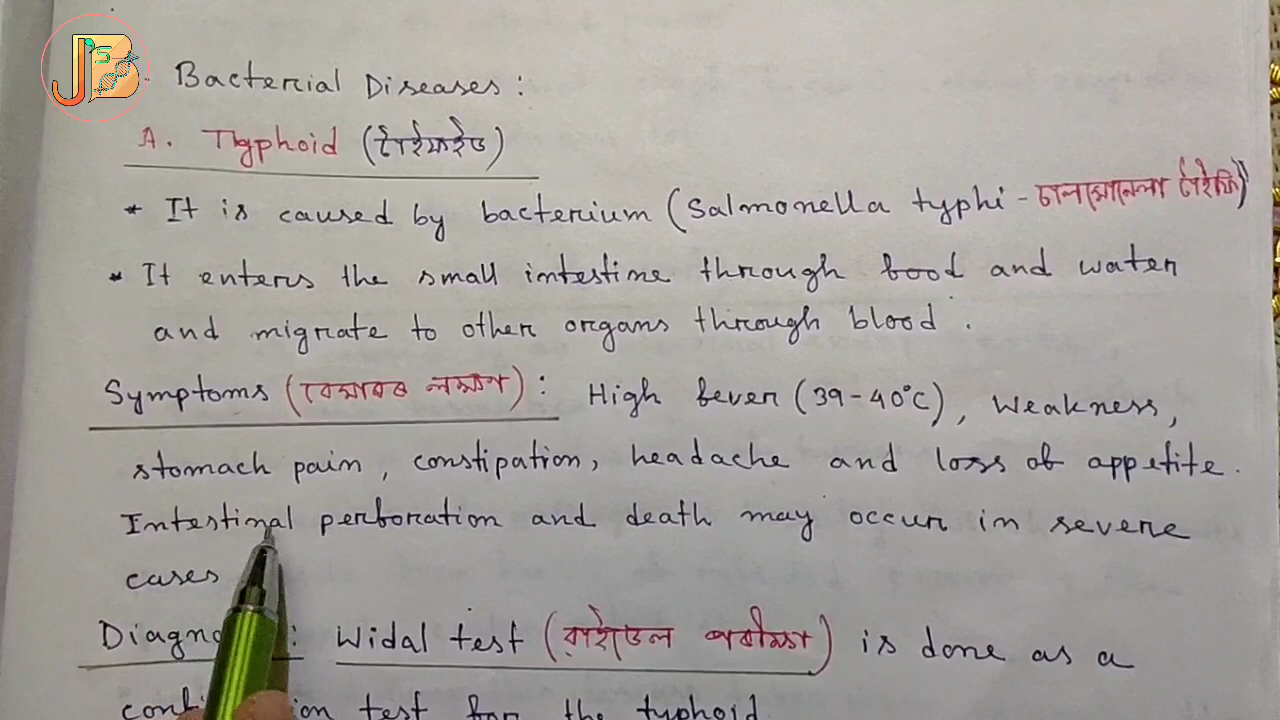 JB's
Bacterial Diseases:
A. Typhoid (টাইফইড)
* It is caused by bacterium (Salmonella typhi - চালমোনেলা টাইফি)
* It enters the small intestine through food and water
and migrate to other organs through blood.
Symptoms (বেমাৰৰ লক্ষণ): High fever (39-40°C), Weakness,
stomach pain, constipation, headache and loss of appetite.
Intestinal perforation and death may occur in severe
cases
Widal test (ৱাইডেল পৰীক্ষা) is done as a
test for the typhoid